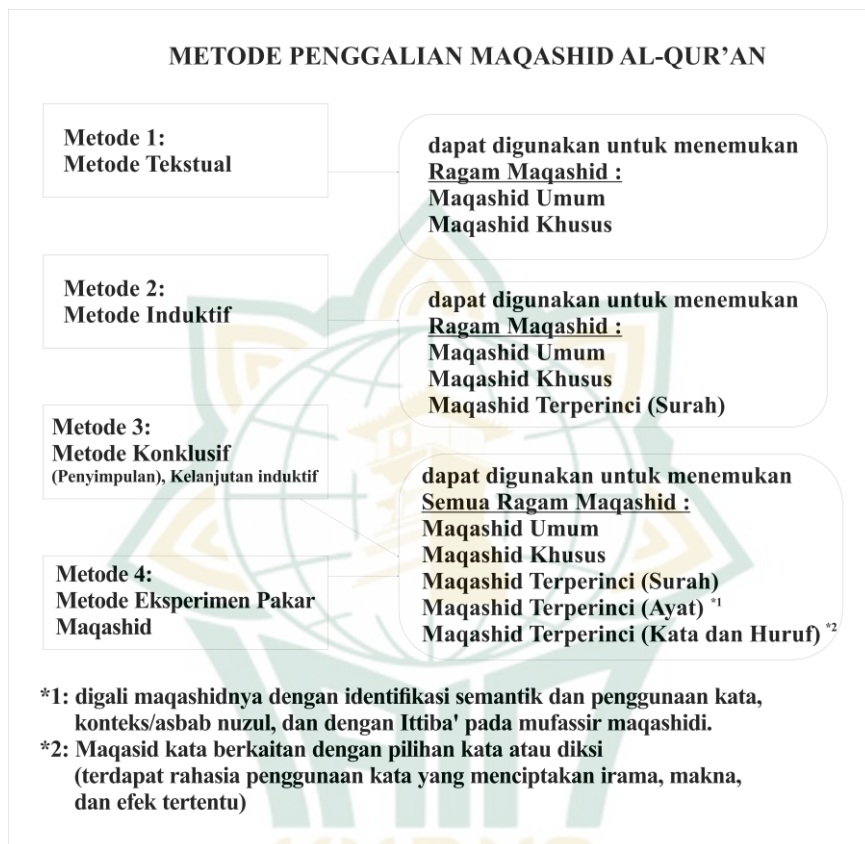 METODE PENGGALIAN MAQASHID AL-QUR’AN
Metode 1:
Metode Tekstual
dapat digunakan untuk menemukan
Ragam Maqashid :
Maqashid Umum
Maqashid Khusus
Metode 2:
Metode Induktif
dapat digunakan untuk menemukan
Ragam Maqashid :
Maqashid Umum
Maqashid Khusus
Maqashid Terperinci (Surah)
Metode 3:
Metode Konklusif
(Penyimpulan), Kelanjutan induktif
Metode 4:
Metode Eksperimen Pakar
Maqashid
dapat digunakan untuk menemukan
Semua Ragam Maqashid :
Maqashid Umum
Maqashid Khusus
Maqashid Terperinci (Surah)
Maqashid Terperinci (Ayat) *1
Maqashid Terperinci (Kata dan Huruf) *2
*1: digali maqashidnya dengan identifikasi semantik dan penggunaan kata,
konteks/asbab nuzul, dan dengan Ittiba' pada mufassir maqashidi.
*2: Maqasid kata berkaitan dengan pilihan kata atau diksi
(terdapat rahasia penggunaan kata yang menciptakan irama, makna,
dan efek tertentu)